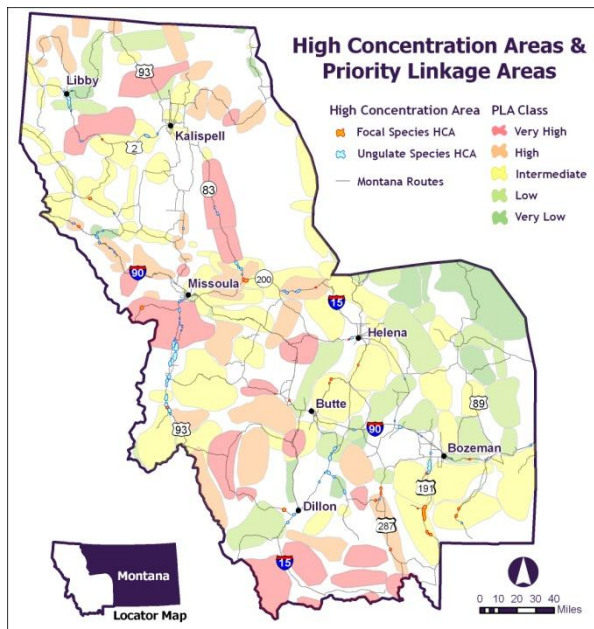 High Concentration Areas &
Priority Linkage Areas
High Concentration Area
Focal Species HCA
Ungulate Species HCA
Montana Routes
PLA Class
Very High
High
Intermediate
Low
Very Low
93
Libby
Kalispell
2
83
90
Missoula
200
15
Helena
Butte
89
93
90
Bozeman
191
Dillon
287
15
Montana
Locator Map
0 10 20 30 40
Miles